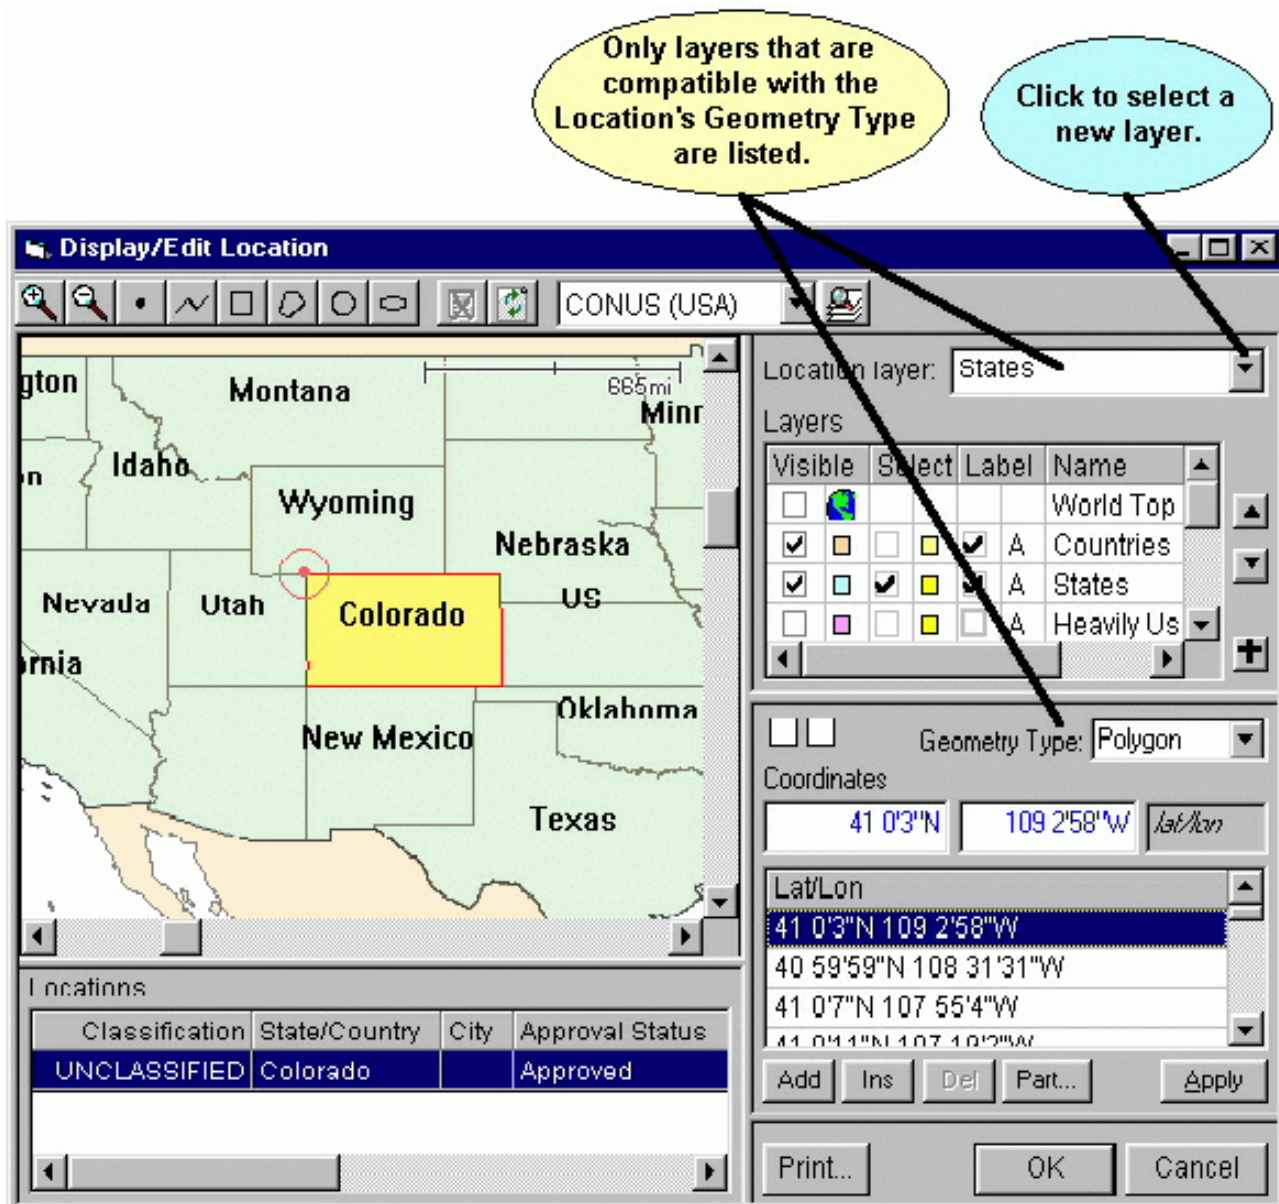 Only layers that are
compatible with the
Location's Geometry Type
are listed.
Click to select a
new layer.
Display/Edit Location
CONUS (USA)
Location layer: States
Layers
Visible Select Label Name
World Top
Countries
A
States
A
Heavily Us
A
gton
Montana
665mi
Minr
Idaho
on
Wyoming
Nebraska
Nevada
Utah
Colorado
US
ornia
Oklahoma
New Mexico
Texas
Geometry Type: Polygon
Coordinates
41 0'3"N 109 2'58"W lat/lon
Lat/Lon
41 0'3"N 109 2'58"W
40 59'59"N 108 31'31"W
41 0'7"N 107 55'4"W
Add Ins Del Part... Apply
Print... OK Cancel
Locations
Classification State/Country City Approval Status
UNCLASSIFIED Colorado Approved